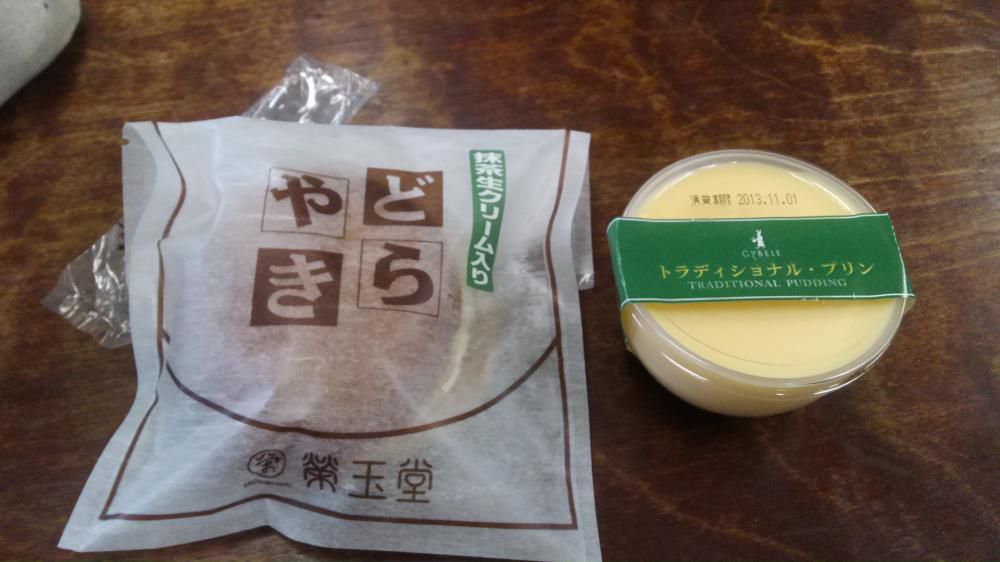 どら
やき
抹茶生クリーム入り
榮玉堂
消費期限 2013.11.01
CYBELE
トラディショナル・プリン
TRADITIONAL PUDDING